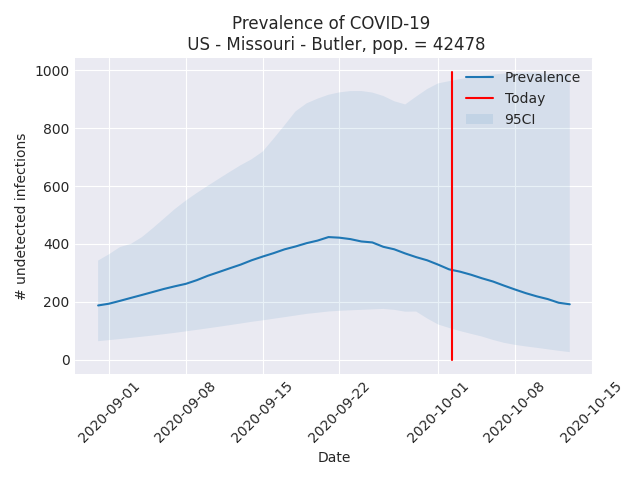 Prevalence of COVID-19
US - Missouri - Butler, pop. = 42478
1000
800
600
400
200
0
# undetected infections
Prevalence
Today
95CI
2020-09-01
2020-09-08
2020-09-15
2020-09-22
2020-10-01
2020-10-08
2020-10-15
Date